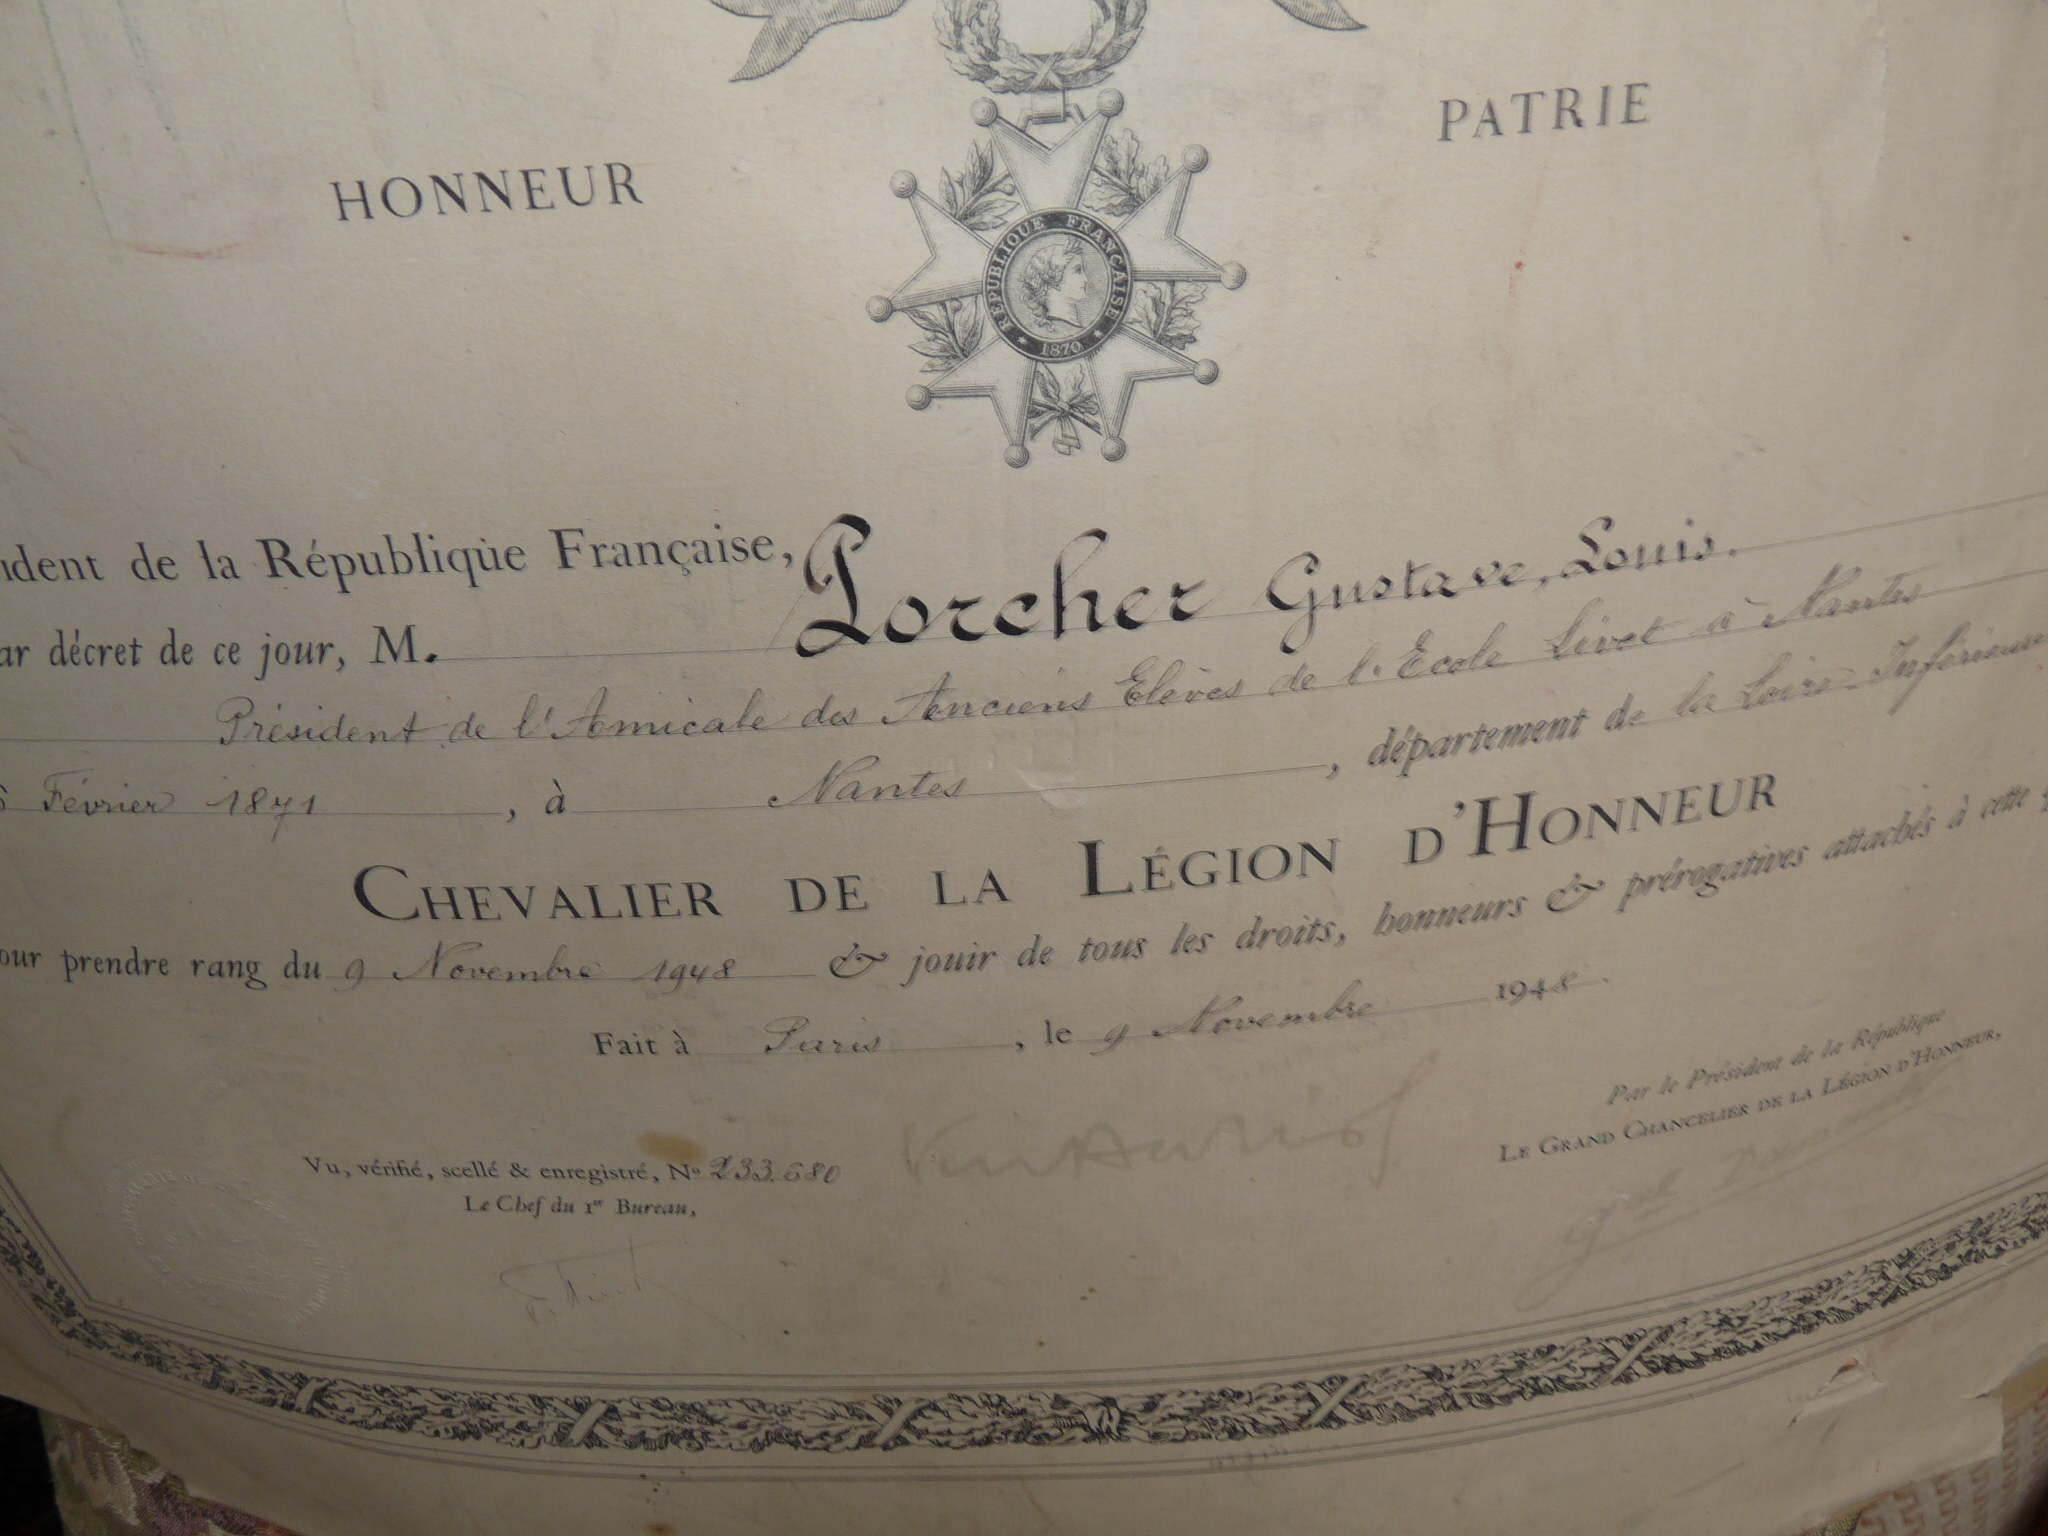 HONNEUR PATRIE
REPUBLIQUE FRANÇAISE
* 1870 *
dent de la République Française,
ar décret de ce jour, M. Porcher Gustave, Louis.
Président de l'Amicale des Anciens Elèves de l'Ecole Livet à Nantes
Février 1871, à Nantes, département de la Loire-Inférieure
CHEVALIER DE LA LÉGION D'HONNEUR
our prendre rang du 9 Novembre 1948 & jouir de tous les droits, honneurs & prérogatives attachés à cette
Fait à Paris, le 9 Novembre 1948.
Par le Président de la République
LE GRAND CHANCELIER DE LA LÉGION D'HONNEUR,
Vu, vérifié, scellé & enregistré, No 233.680
Le Chef du 1er Bureau,